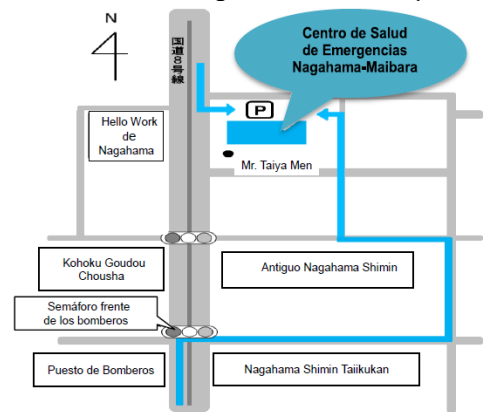 N
国道8号線
Centro de Salud
de Emergencias
Nagahama-Maibara
P
Hello Work
de
Nagahama
Mr. Taiya Men
Kohoku Goudou
Chousha
Antiguo Nagahama Shimin
Semáforo frente
de los bomberos
Puesto de Bomberos
Nagahama Shimin Taiikukan